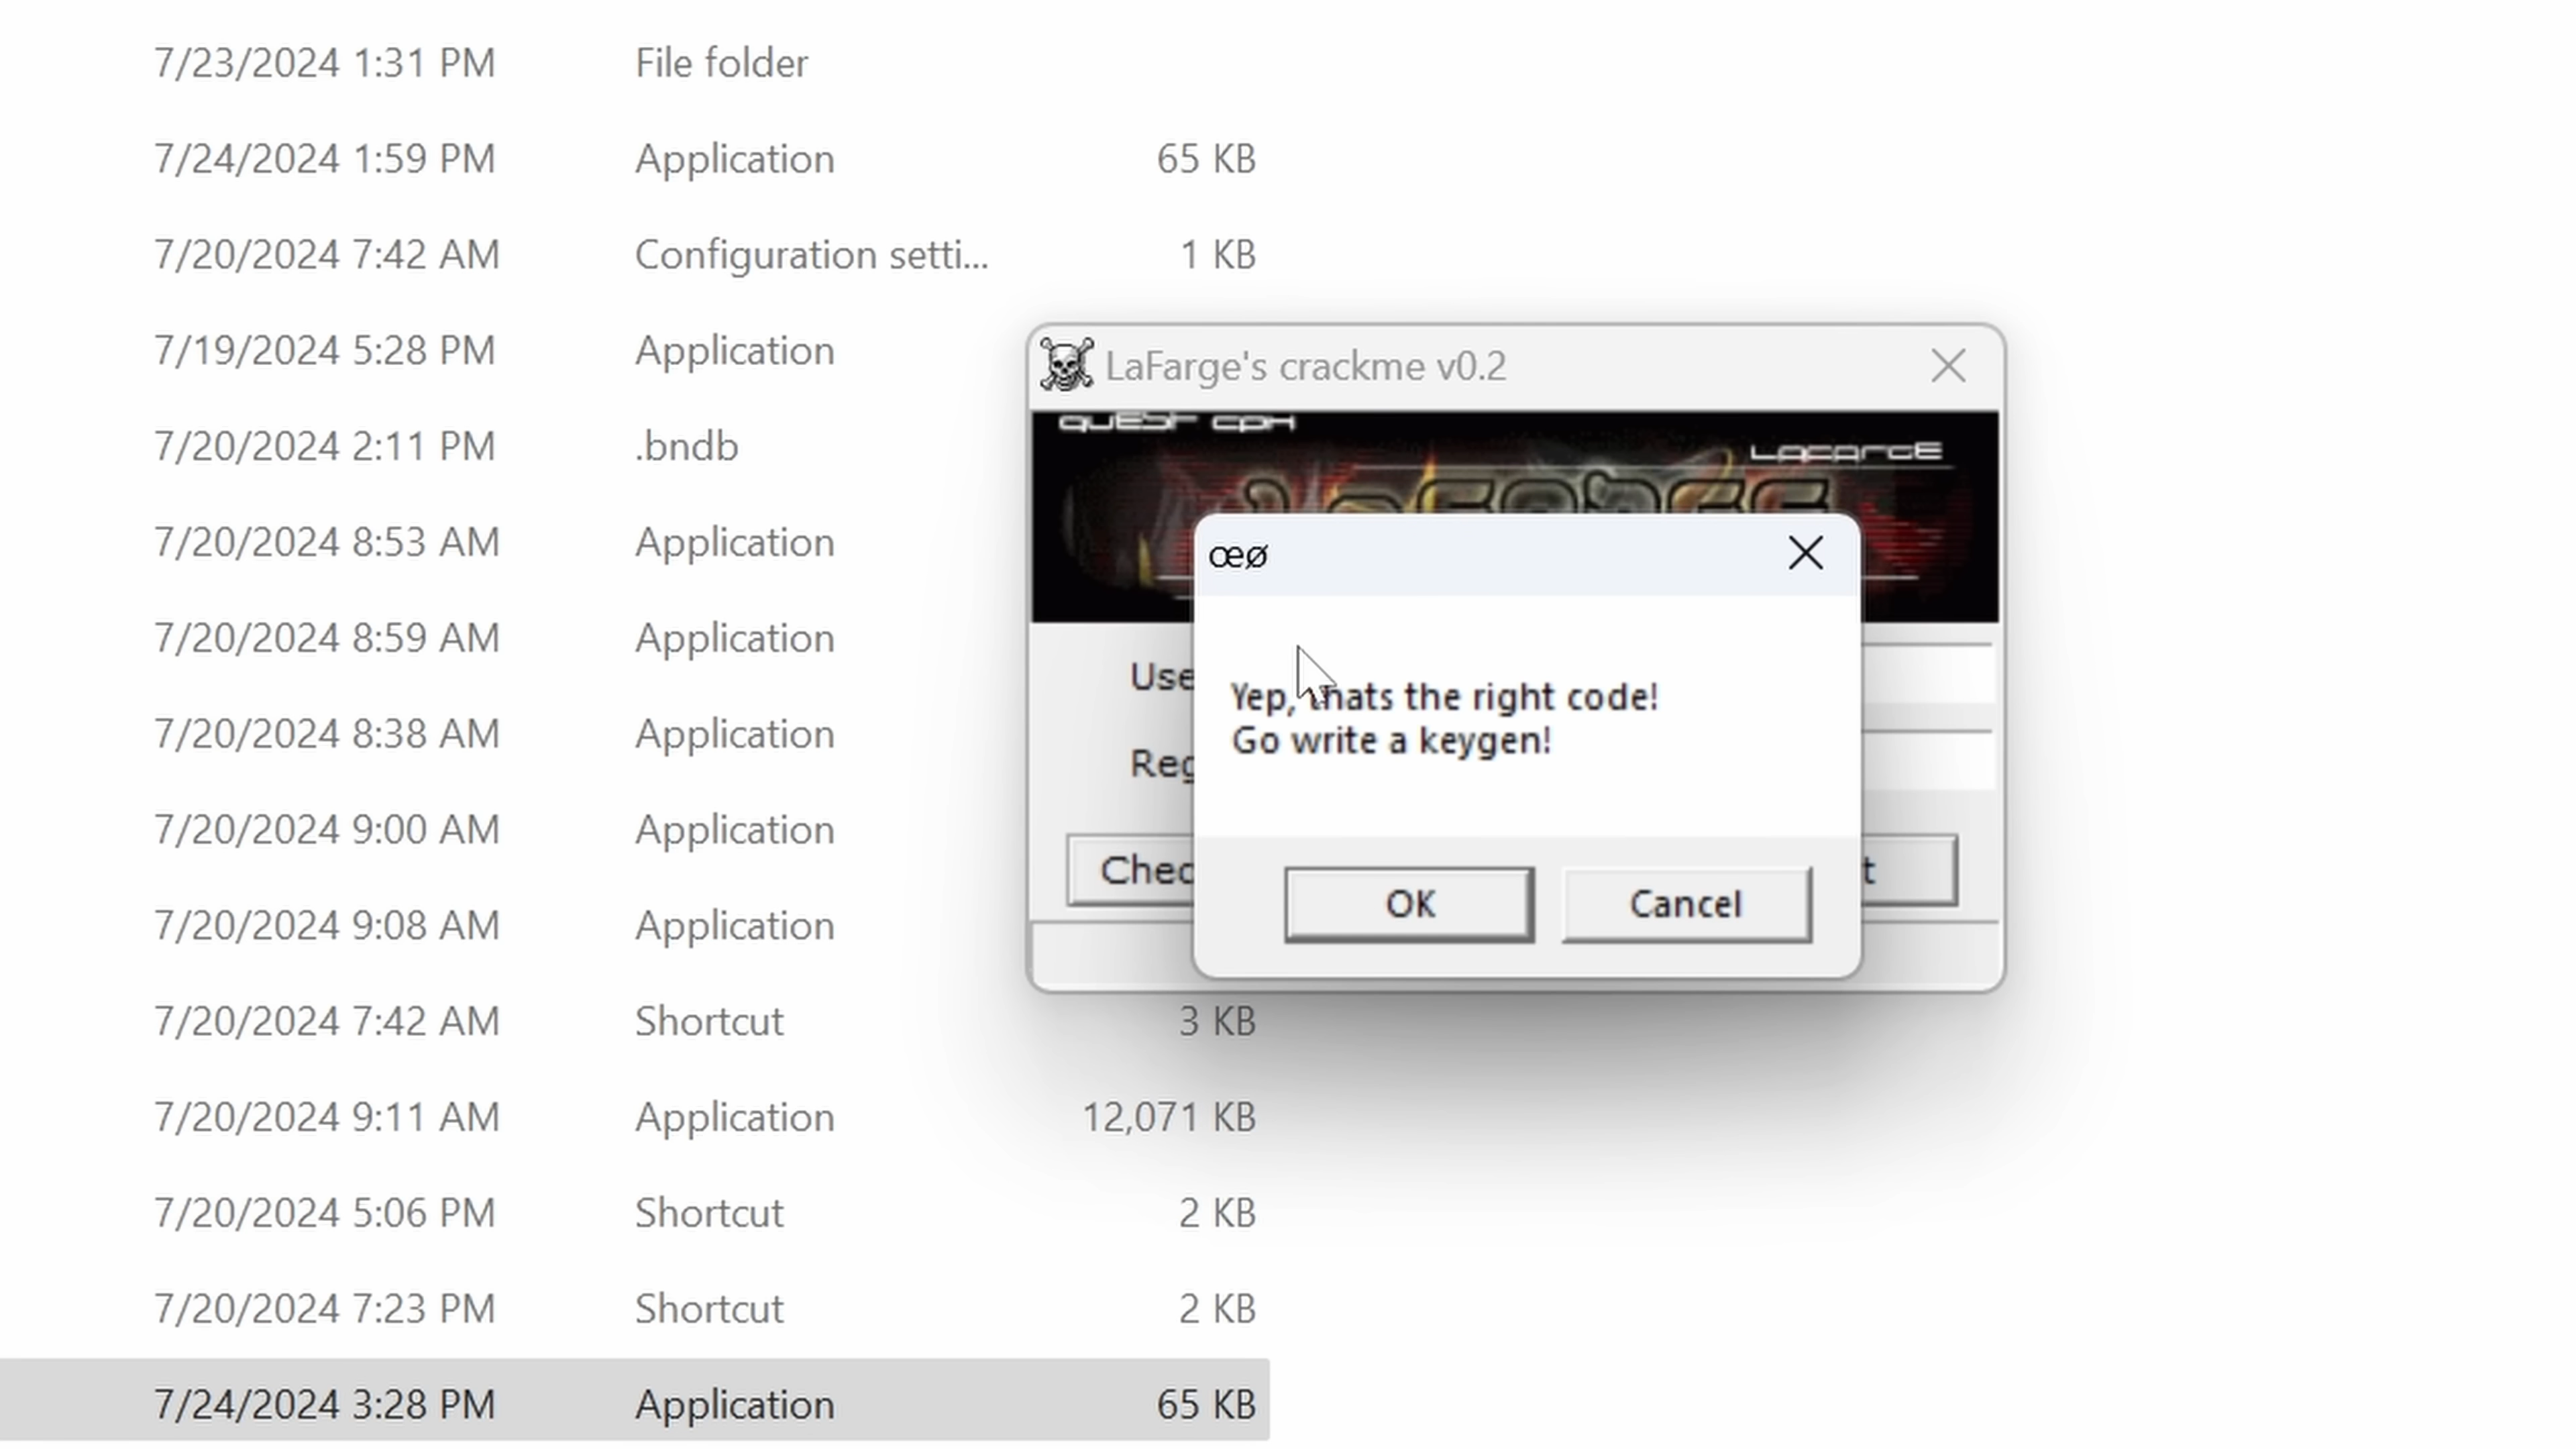 7/23/2024 1:31 PM File folder
7/24/2024 1:59 PM Application 65 KB
7/20/2024 7:42 AM Configuration setti... 1 KB
7/19/2024 5:28 PM Application
LaFarge's crackme v0.2
quEST cpH
LaFargE
7/20/2024 2:11 PM .bndb
7/20/2024 8:53 AM Application
œø
7/20/2024 8:59 AM Application
Use
Yep, thats the right code!
7/20/2024 8:38 AM Application
Go write a keygen!
Reg
7/20/2024 9:00 AM Application
Chec
t
OK Cancel
7/20/2024 9:08 AM Application
7/20/2024 7:42 AM Shortcut 3 KB
7/20/2024 9:11 AM Application 12,071 KB
7/20/2024 5:06 PM Shortcut 2 KB
7/20/2024 7:23 PM Shortcut 2 KB
7/24/2024 3:28 PM Application 65 KB